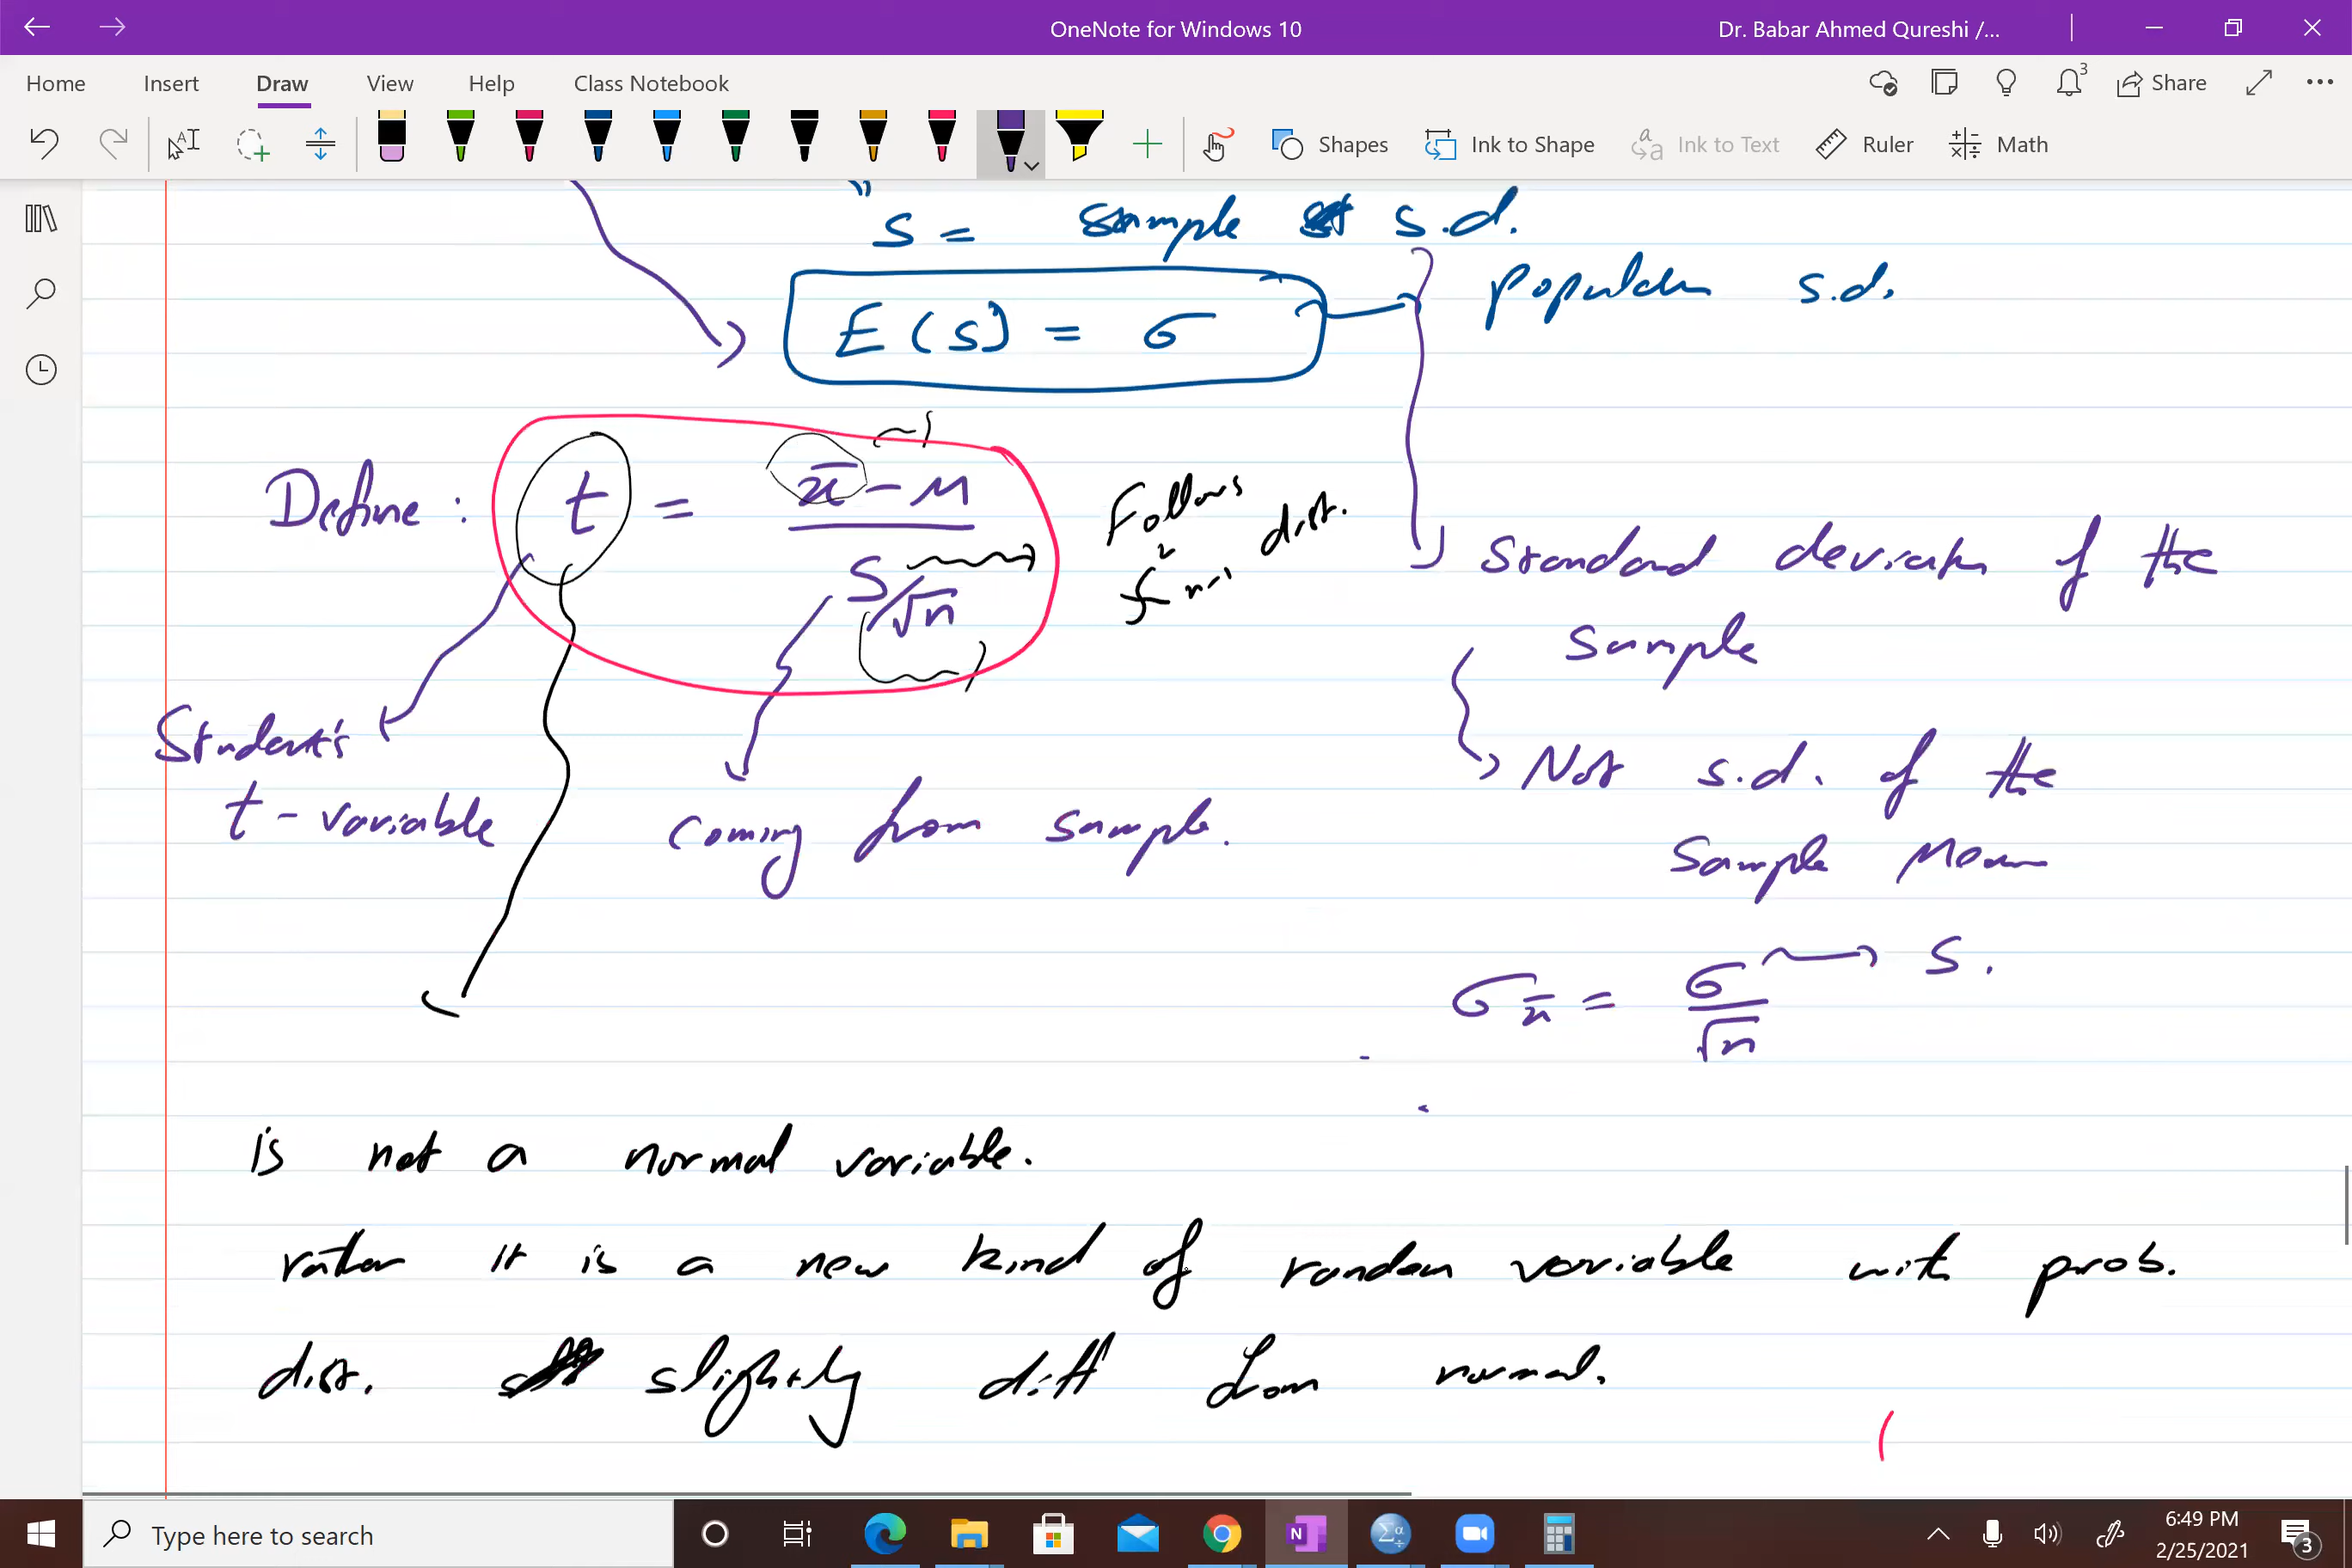 OneNote for Windows 10
Dr. Babar Ahmed Qureshi /...
Home Insert Draw View Help Class Notebook
3
Share
Shapes Ink to Shape Ink to Text Ruler Math
s = sample s.d.
E(s) = σ
population s.d.
Define : t = (x̄ - μ) / (s/√n)
Follows
dist.
n-1
Standard deviation of the
sample
Student's
t - variable
coming from sample.
Not s.d. of the
Sample Mean
σx̄ = σ/√n
s.
is not a normal variable.
rather it is a new kind of random variable with prob.
dist. slightly diff from normal.
Type here to search
6:49 PM
2/25/2021
3